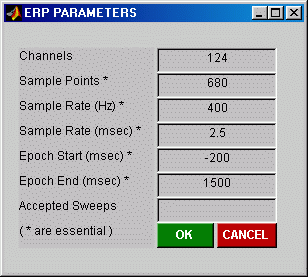 ERP PARAMETERS
Channels 124
Sample Points * 680
Sample Rate (Hz) * 400
Sample Rate (msec) * 2.5
Epoch Start (msec) * -200
Epoch End (msec) * 1500
Accepted Sweeps
( * are essential ) OK CANCEL